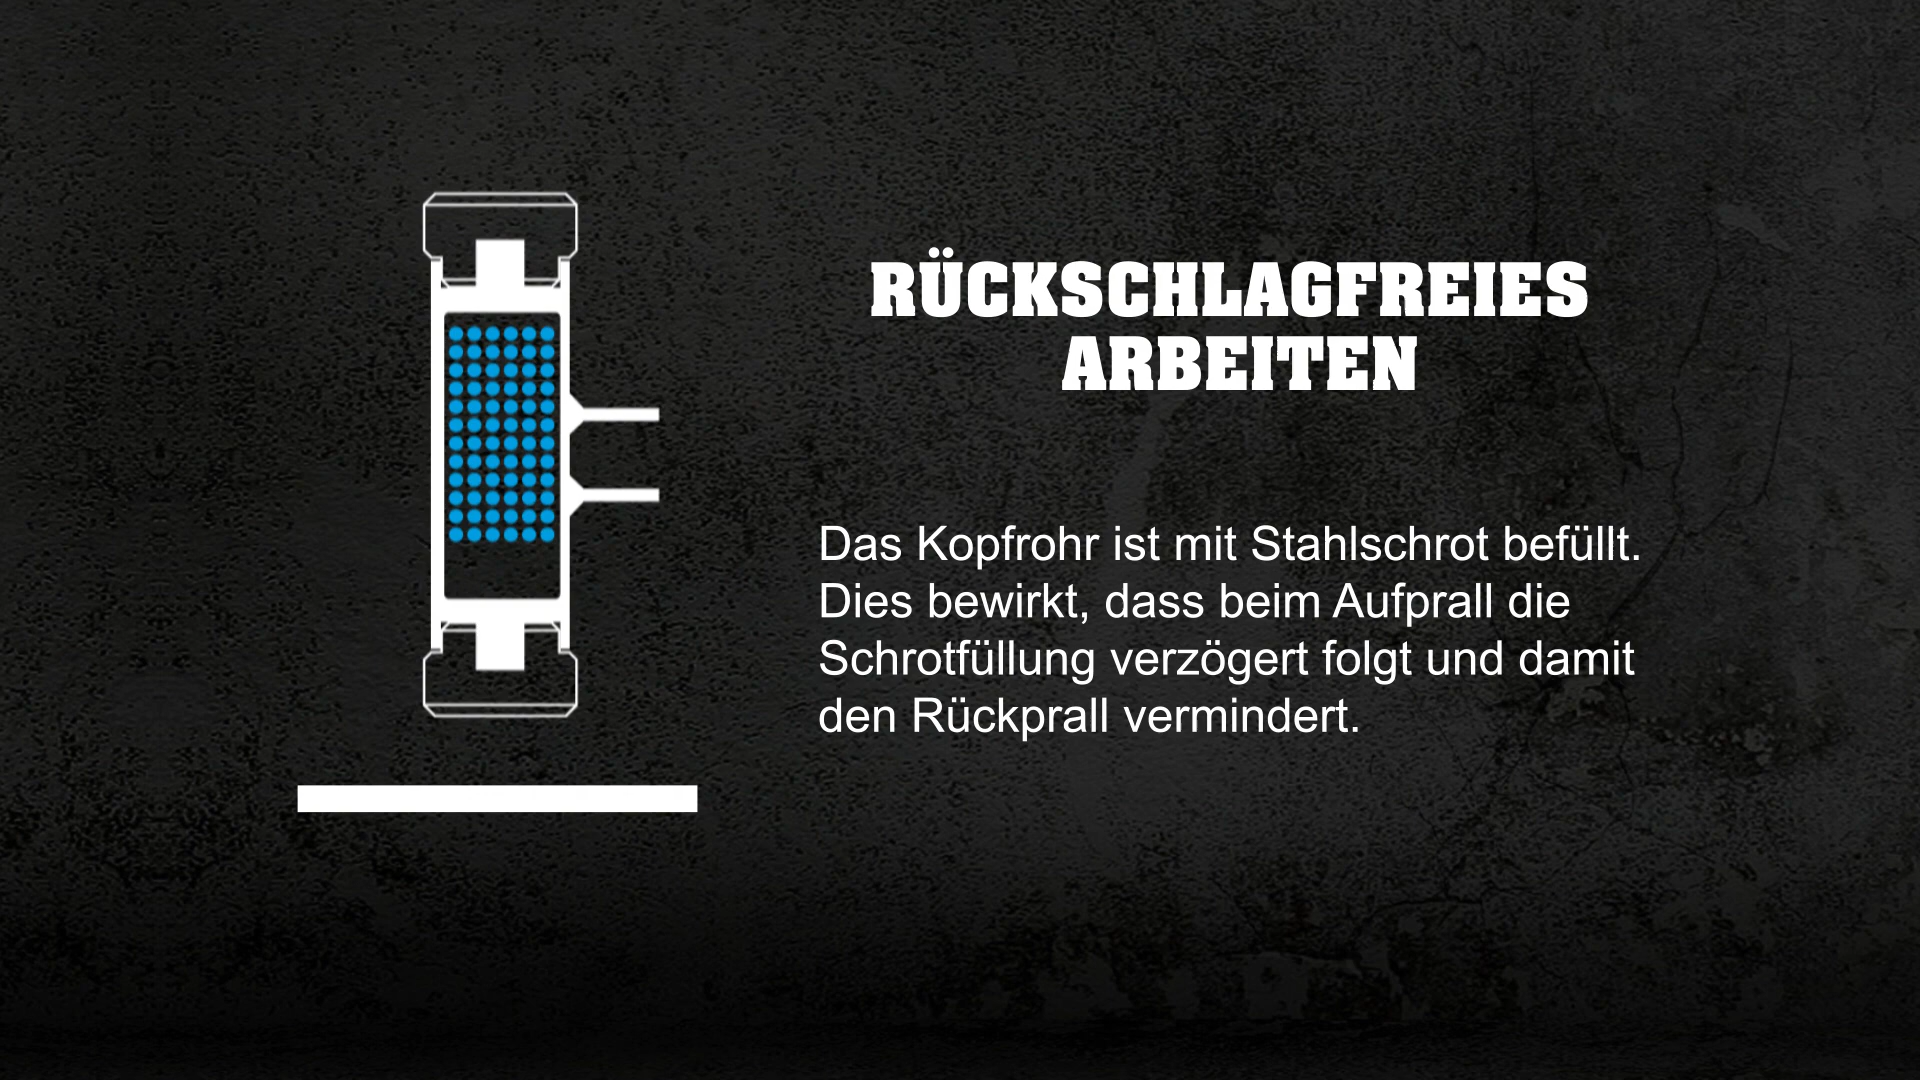 RÜCKSCHLAGFREIES
ARBEITEN
Das Kopfrohr ist mit Stahlschrot befüllt.
Dies bewirkt, dass beim Aufprall die
Schrotfüllung verzögert folgt und damit
den Rückprall vermindert.